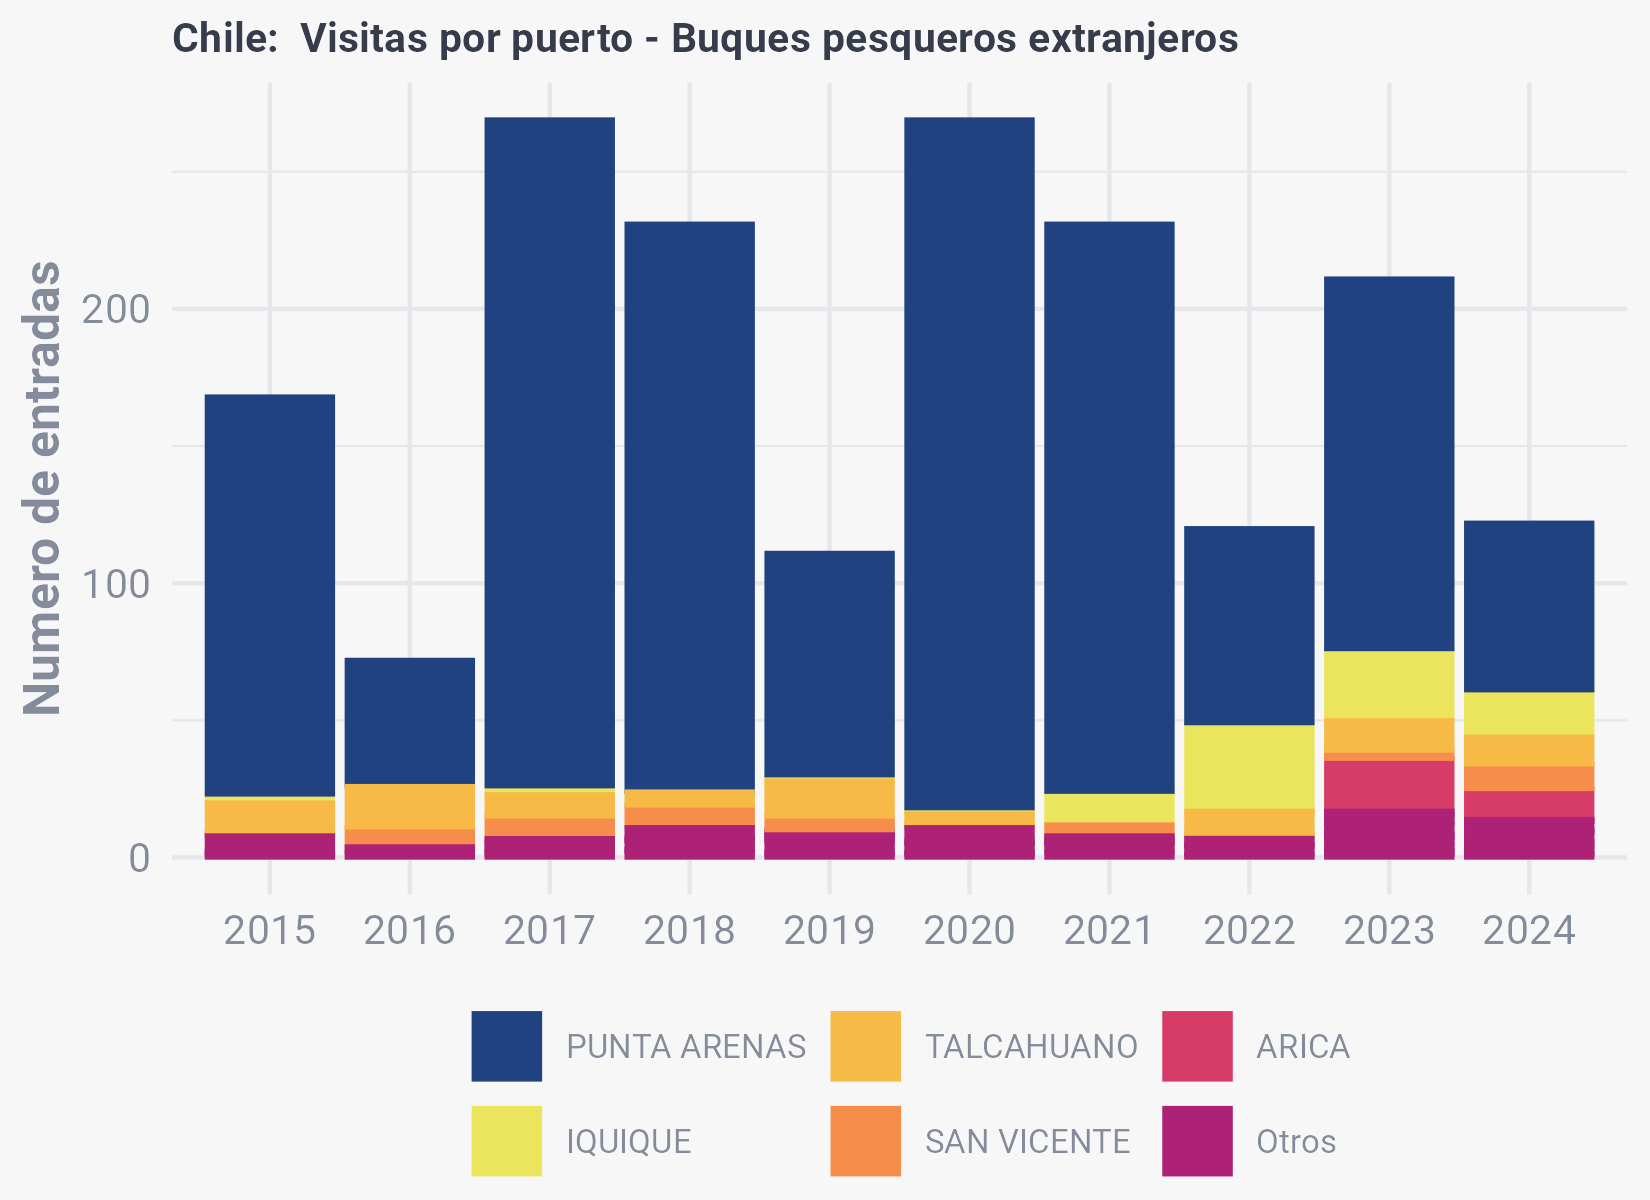 Chile:  Visitas por puerto - Buques pesqueros extranjeros
Numero de entradas
200
100
0
2015 2016 2017 2018 2019 2020 2021 2022 2023 2024
PUNTA ARENAS TALCAHUANO ARICA
IQUIQUE SAN VICENTE Otros